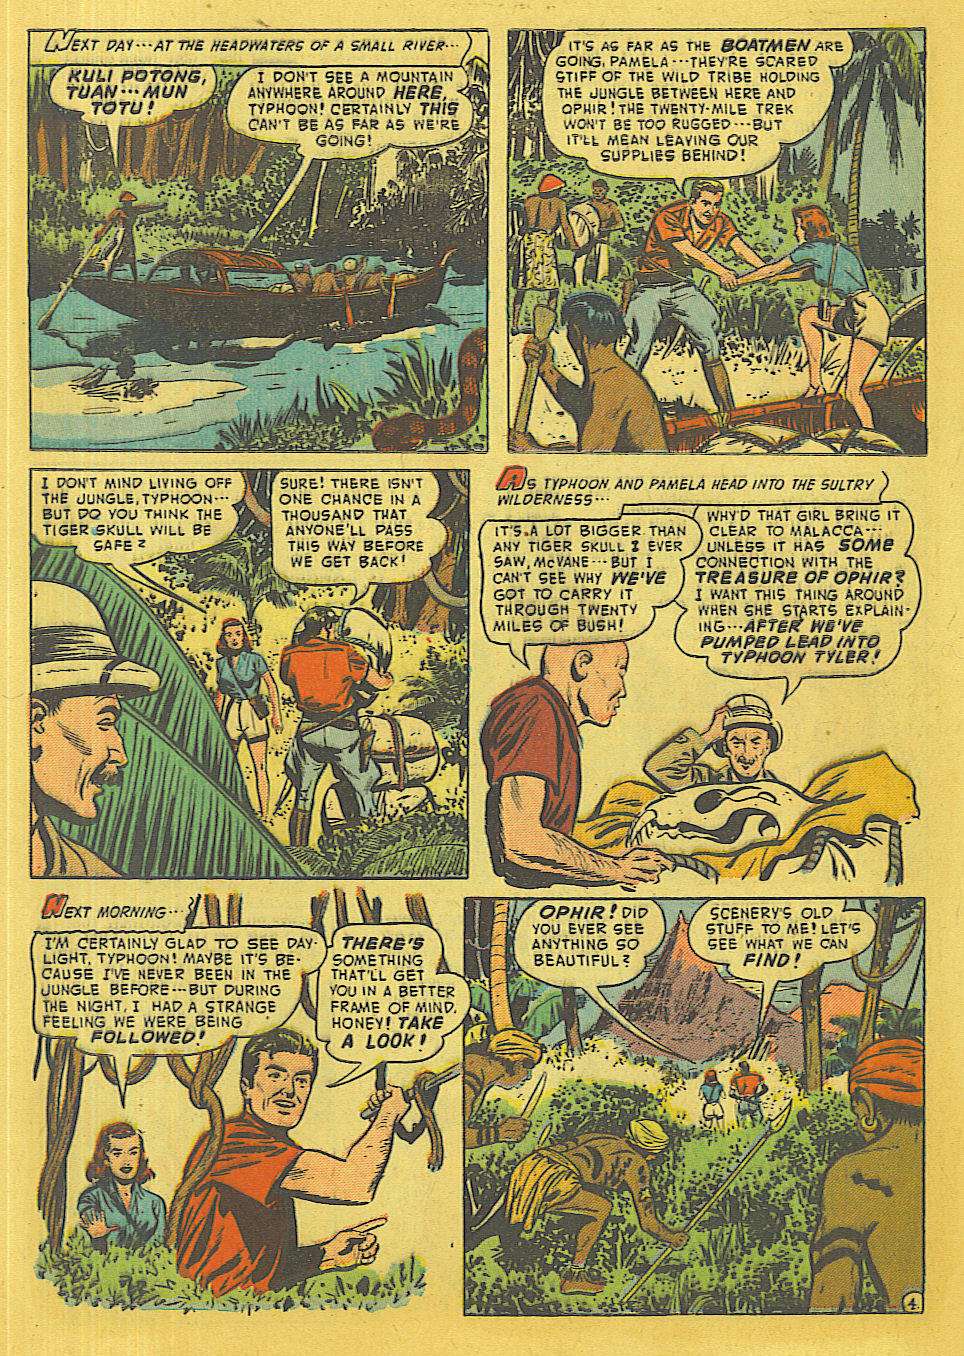 NEXT DAY---AT THE HEADWATERS OF A SMALL RIVER---
KULI POTONG,
TUAN---MUN
TOTU!
I DON'T SEE A MOUNTAIN
ANYWHERE AROUND HERE,
TYPHOON! CERTAINLY THIS
CAN'T BE AS FAR AS WE'RE
GOING!
IT'S AS FAR AS THE BOATMEN ARE
GOING, PAMELA---THEY'RE SCARED
STIFF OF THE WILD TRIBE HOLDING
THE JUNGLE BETWEEN HERE AND
OPHIR! THE TWENTY-MILE TREK
WON'T BE TOO RUGGED---BUT
IT'LL MEAN LEAVING OUR
SUPPLIES BEHIND!
I DON'T MIND LIVING OFF
THE JUNGLE, TYPHOON---
BUT DO YOU THINK THE
TIGER SKULL WILL BE
SAFE?
SURE! THERE ISN'T
ONE CHANCE IN A
THOUSAND THAT
ANYONE'LL PASS
THIS WAY BEFORE
WE GET BACK!
AS TYPHOON AND PAMELA HEAD INTO THE SULTRY
WILDERNESS---
IT'S A LOT BIGGER THAN
ANY TIGER SKULL I EVER
SAW, McVANE---BUT I
CAN'T SEE WHY WE'VE
GOT TO CARRY IT
THROUGH TWENTY
MILES OF BUSH!
WHY'D THAT GIRL BRING IT
CLEAR TO MALACCA---
UNLESS IT HAS SOME
CONNECTION WITH THE
TREASURE OF OPHIR?
I WANT THIS THING AROUND
WHEN SHE STARTS EXPLAIN-
ING---AFTER WE'VE
PUMPED LEAD INTO
TYPHOON TYLER!
NEXT MORNING---
I'M CERTAINLY GLAD TO SEE DAY-
LIGHT, TYPHOON! MAYBE IT'S BE-
CAUSE I'VE NEVER BEEN IN THE
JUNGLE BEFORE---BUT DURING
THE NIGHT, I HAD A STRANGE
FEELING WE WERE BEING
FOLLOWED!
THERE'S
SOMETHING
THAT'LL GET
YOU IN A BETTER
FRAME OF MIND,
HONEY! TAKE
A LOOK!
OPHIR! DID
YOU EVER SEE
ANYTHING SO
BEAUTIFUL?
SCENERY'S OLD
STUFF TO ME! LET'S
SEE WHAT WE CAN
FIND!
4